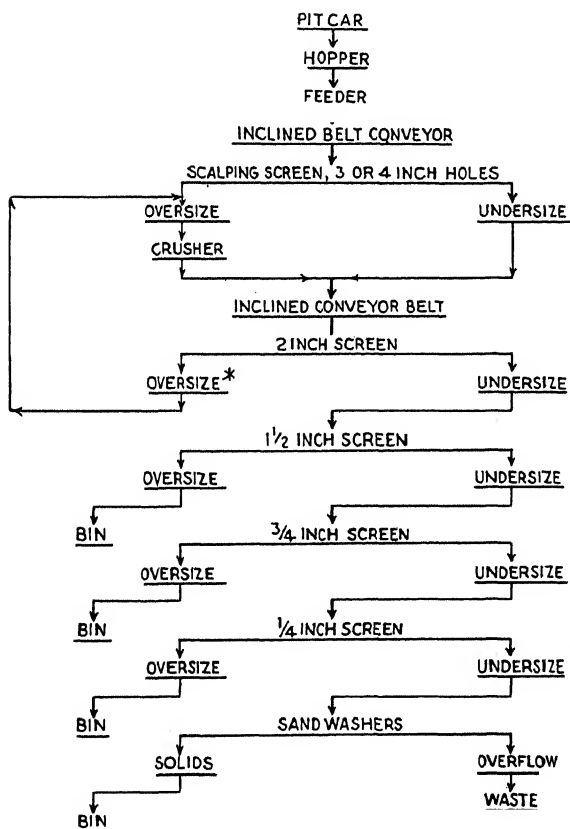 PIT CAR
HOPPER
FEEDER
INCLINED BELT CONVEYOR
SCALPING SCREEN, 3 OR 4 INCH HOLES
OVERSIZE UNDERSIZE
CRUSHER
INCLINED CONVEYOR BELT
2 INCH SCREEN
OVERSIZE* UNDERSIZE
1 1/2 INCH SCREEN
OVERSIZE UNDERSIZE
BIN
3/4 INCH SCREEN
OVERSIZE UNDERSIZE
BIN
1/4 INCH SCREEN
OVERSIZE UNDERSIZE
BIN
SAND WASHERS
SOLIDS OVERFLOW
WASTE
BIN